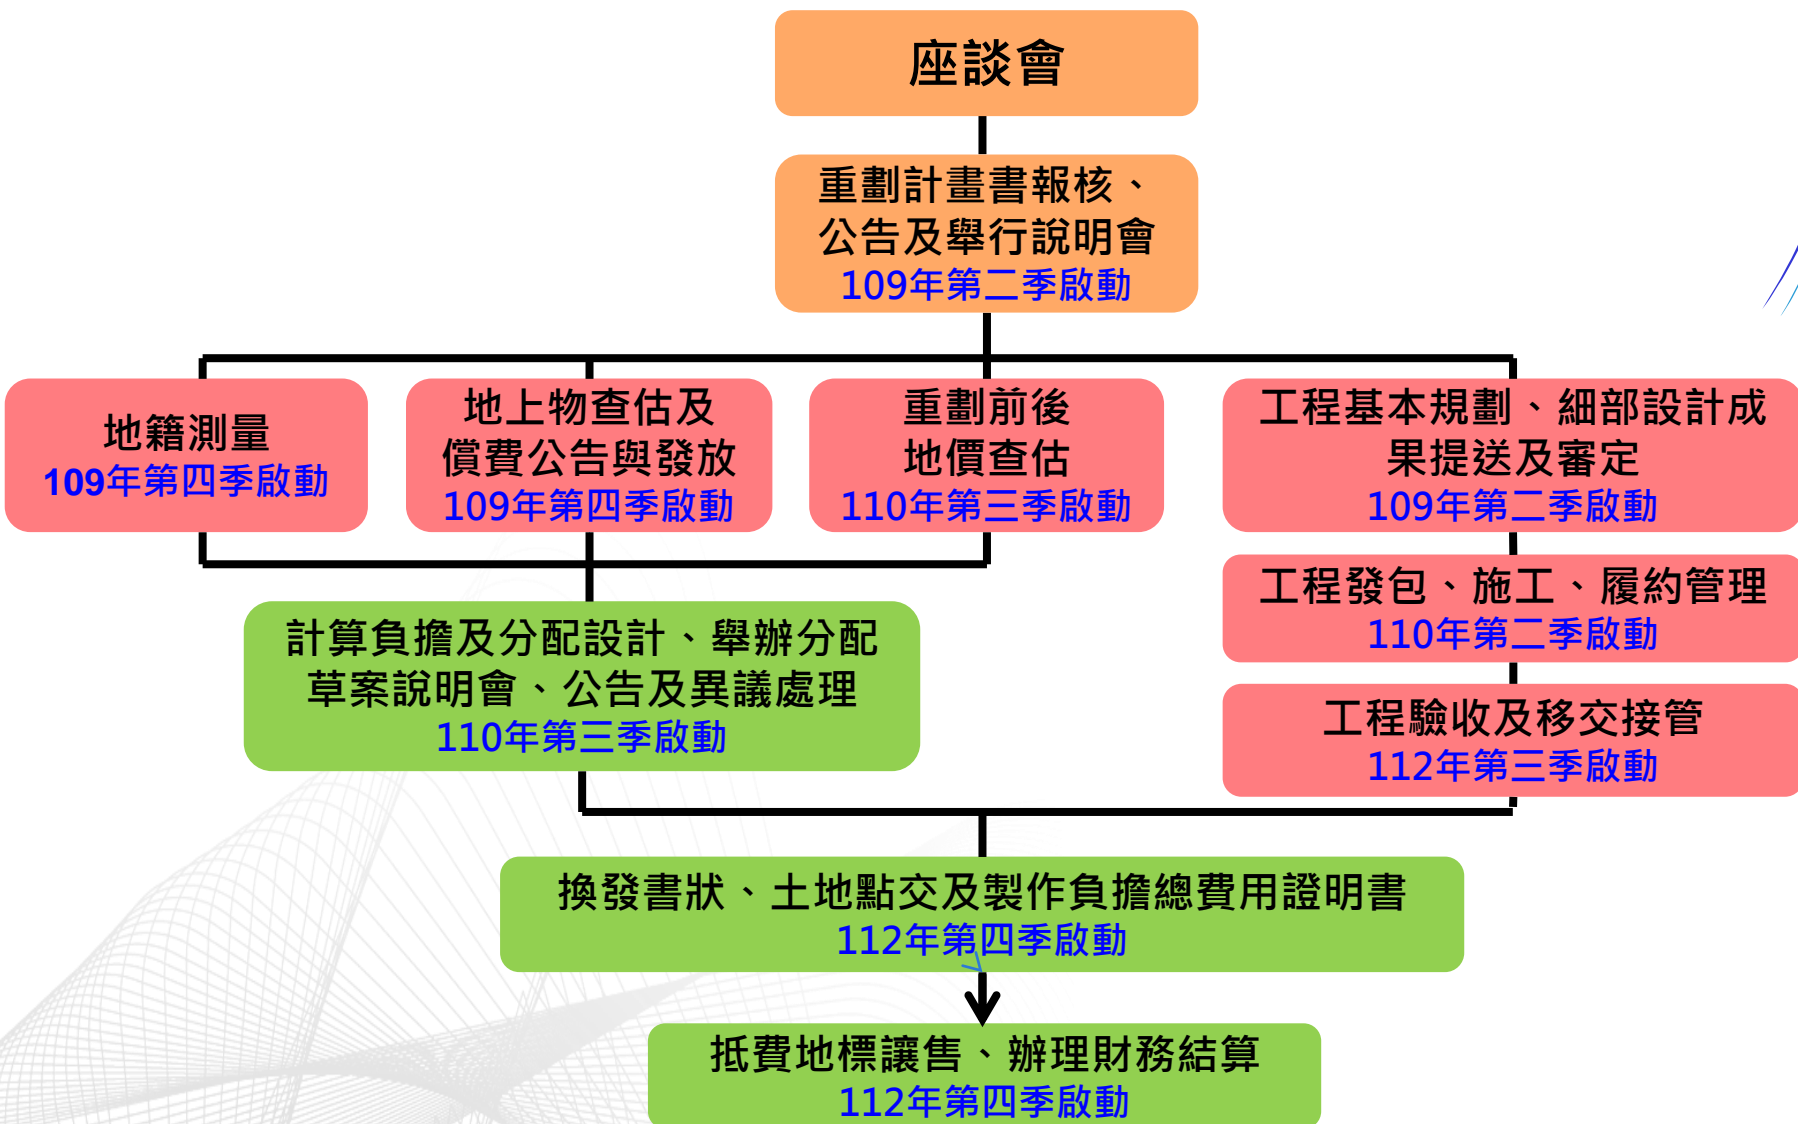 座談會
重劃計畫書報核、
公告及舉行說明會
109年第二季啟動
地籍測量
109年第四季啟動
地上物查估及
償費公告與發放
109年第四季啟動
重劃前後
地價查估
110年第三季啟動
工程基本規劃、細部設計成
果提送及審定
109年第二季啟動
工程發包、施工、履約管理
110年第二季啟動
工程驗收及移交接管
112年第三季啟動
計算負擔及分配設計、舉辦分配
草案說明會、公告及異議處理
110年第三季啟動
換發書狀、土地點交及製作負擔總費用證明書
112年第四季啟動
抵費地標讓售、辦理財務結算
112年第四季啟動